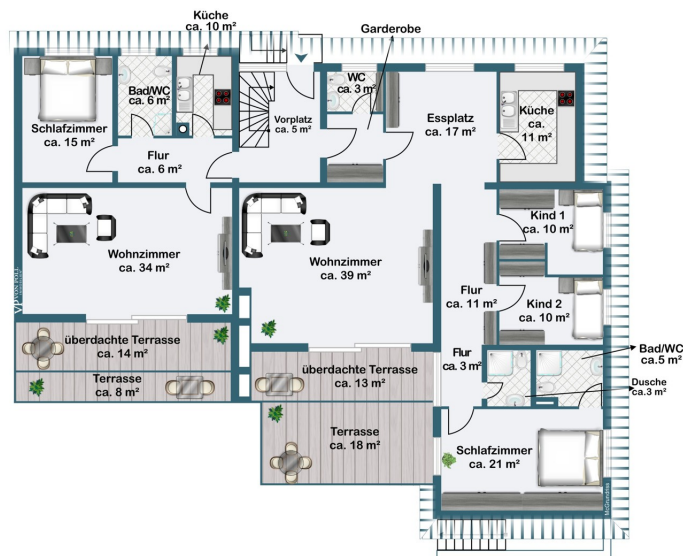 Küche
ca. 10 m²
Garderobe
Bad/WC
ca. 6 m²
WC
ca. 3 m²
Schlafzimmer
ca. 15 m²
Vorplatz
ca. 5 m²
Essplatz
ca. 17 m²
Küche
ca.
11 m²
Flur
ca. 6 m²
Kind 1
ca. 10 m²
Wohnzimmer
ca. 34 m²
Wohnzimmer
ca. 39 m²
Flur
ca. 11 m²
Kind 2
ca. 10 m²
VP VON POLL
überdachte Terrasse
ca. 14 m²
Terrasse
ca. 8 m²
überdachte Terrasse
ca. 13 m²
Flur
ca. 3 m²
Bad/WC
ca. 5 m²
Dusche
ca.3 m²
Terrasse
ca. 18 m²
Schlafzimmer
ca. 21 m²